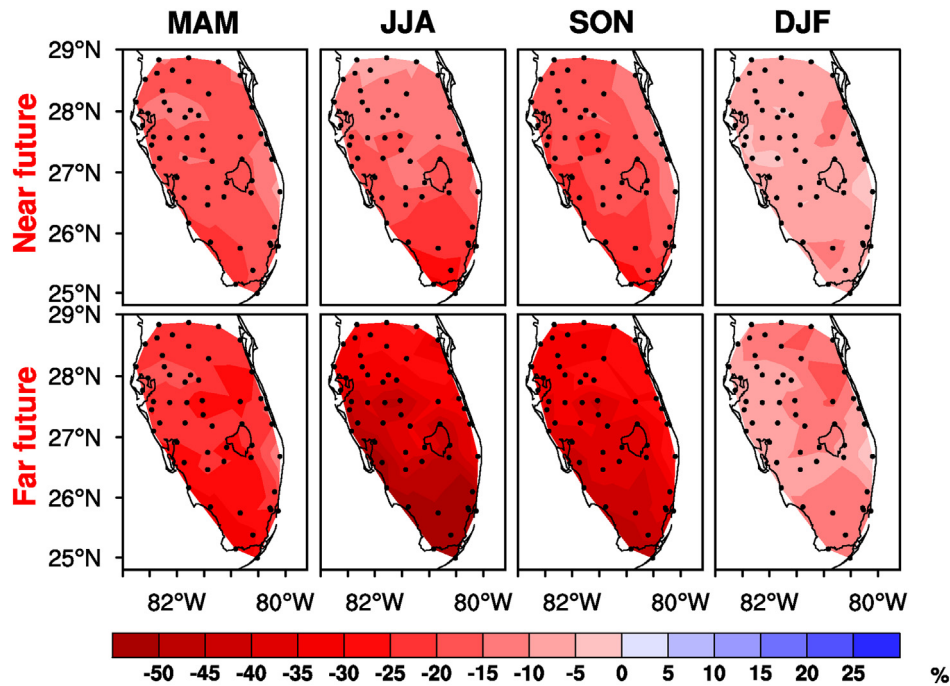 MAM JJA SON DJF
29°N
28°N
27°N
26°N
25°N
Near future
29°N
28°N
27°N
26°N
25°N
Far future
82°W 80°W 82°W 80°W 82°W 80°W 82°W 80°W
-50 -45 -40 -35 -30 -25 -20 -15 -10 -5 0 5 10 15 20 25 %